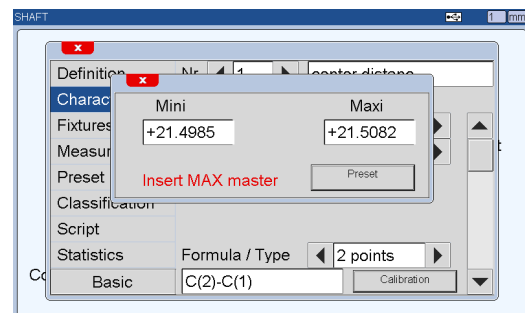 SHAFT 1 mm
x
Definition Nr 1 center distanc
x
Charac
Mini Maxi
Fixtures +21.4985 +21.5082
Measur
Preset Insert MAX master Preset
Classification
Script
Statistics Formula / Type 2 points
Basic C(2)-C(1) Calibration